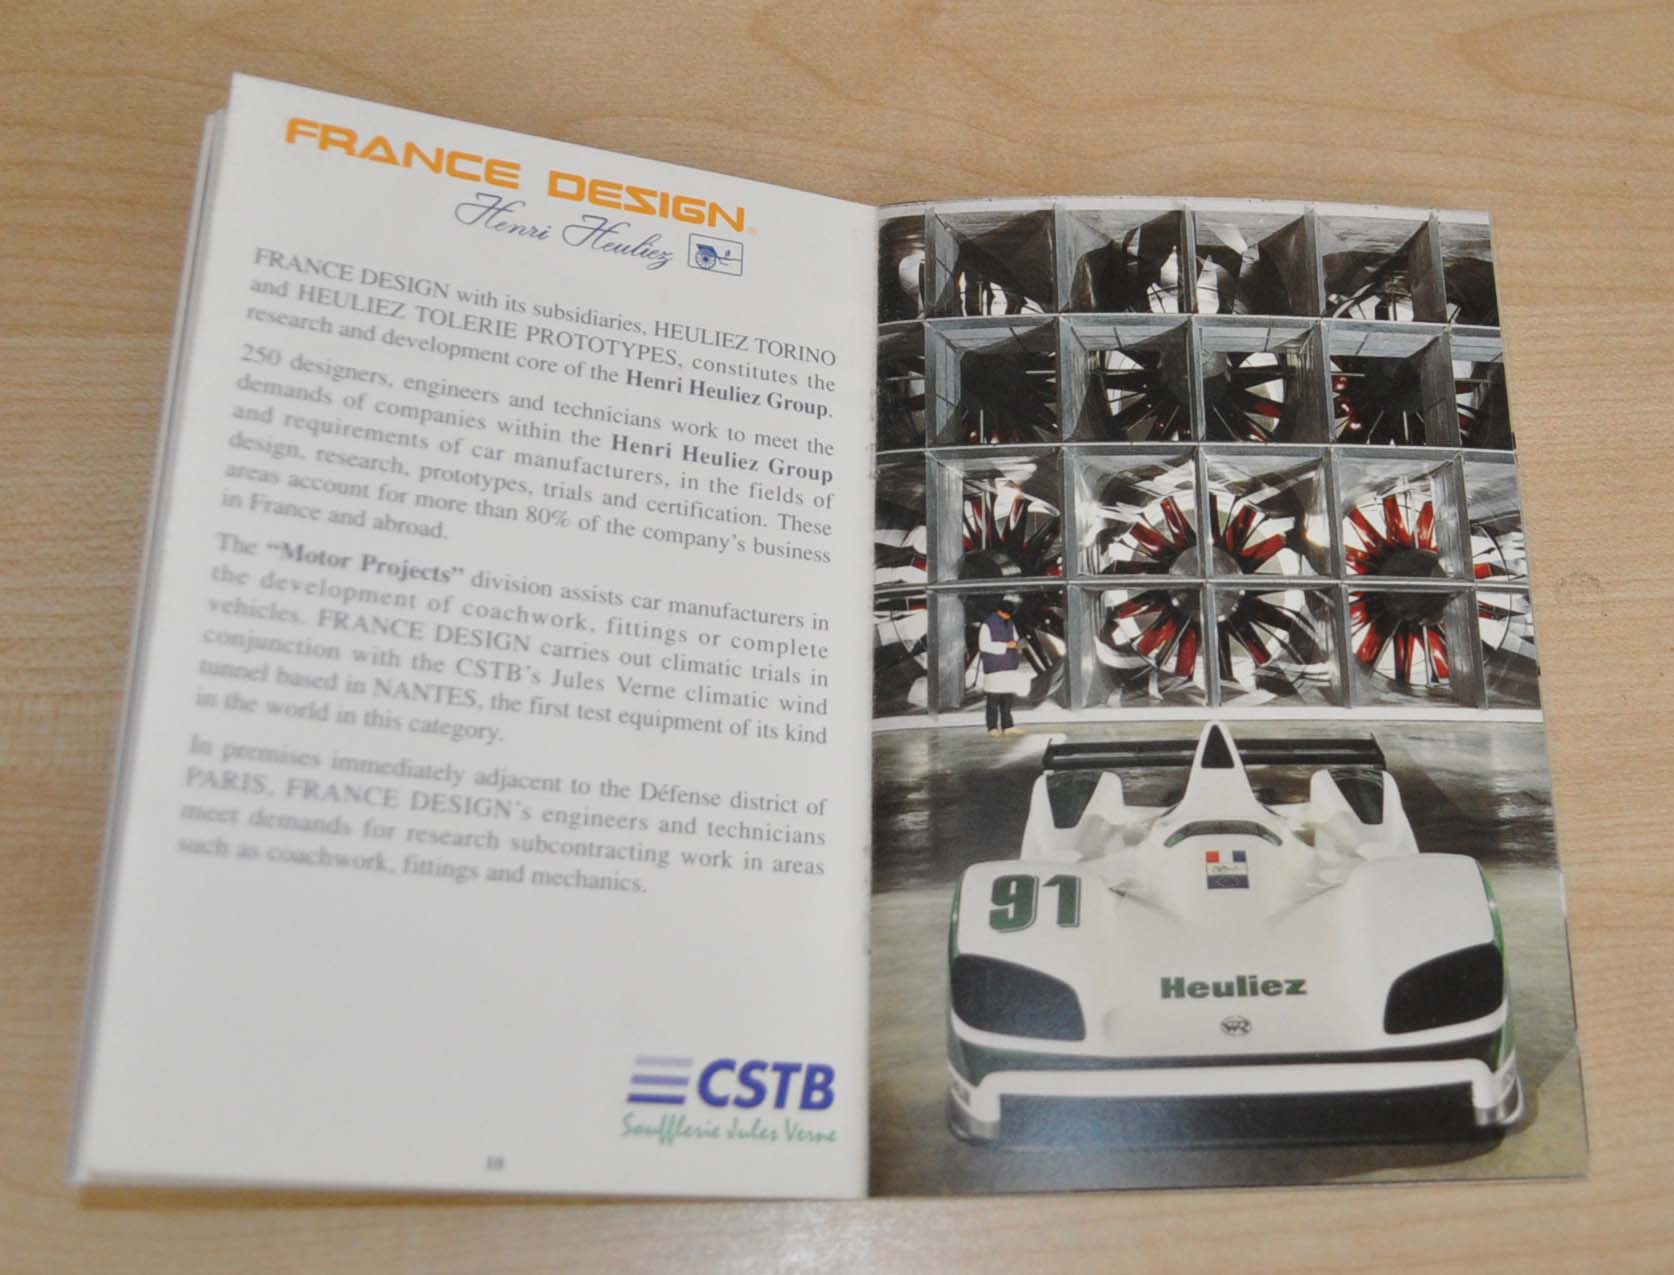 FRANCE DESIGN®
Henri Heuliez
FRANCE DESIGN with its subsidiaries, HEULIEZ TORINO
and HEULIEZ TOLERIE PROTOTYPES, constitutes the
research and development core of the Henri Heuliez Group.
250 designers, engineers and technicians work to meet the
demands of companies within the Henri Heuliez Group
and requirements of car manufacturers, in the fields of
design, research, prototypes, trials and certification. These
areas account for more than 80% of the company's business
in France and abroad.
The “Motor Projects” division assists car manufacturers in
the development of coachwork, fittings or complete
vehicles. FRANCE DESIGN carries out climatic trials in
conjunction with the CSTB's Jules Verne climatic wind
tunnel based in NANTES, the first test equipment of its kind
in the world in this category.
In premises immediately adjacent to the Défense district of
PARIS, FRANCE DESIGN's engineers and technicians
meet demands for research subcontracting work in areas
such as coachwork, fittings and mechanics.
CSTB
Soufflerie Jules Verne
10
91
Heuliez
WR